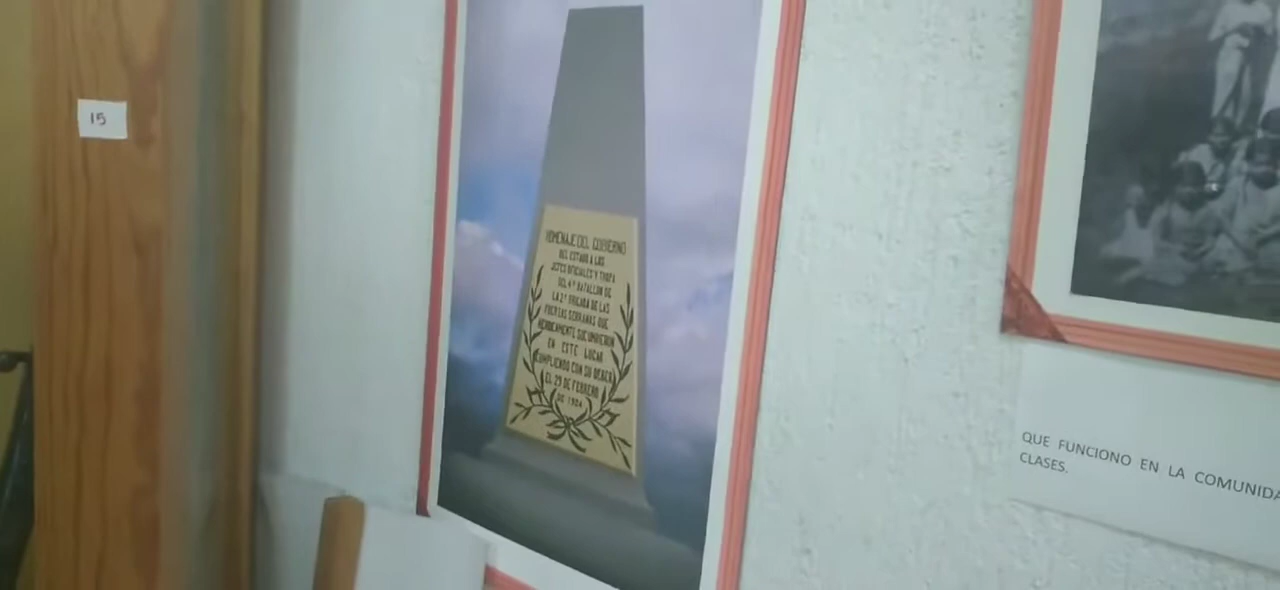 15
HOMENAJE DEL GOBIERNO
DEL ESTADO A LOS
JEFES OFICIALES Y TROPA
DEL 4º BATALLON DE
LA 2ª BRIGADA DE LAS
FUERZAS SERRANAS QUE
HEROICAMENTE SUCUMBIERON
EN ESTE LUGAR
CUMPLIENDO CON SU DEBER
EL 29 DE FEBRERO
DE
QUE FUNCIONO EN LA COMUNIDA
CLASES.